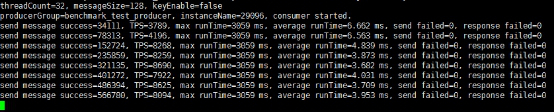 threadCount=32, messageSize=128, keyEnable=false
producerGroup=benchmark_test_producer, instanceName=29096, consumer started.
send message success=34111, TPS=3789, max runTime=3059 ms, average runTime=6.662 ms, send failed=0, response failed=0
send message success=78313, TPS=4196, max runTime=3059 ms, average runTime=6.563 ms, send failed=0, response failed=0
send message success=152724, TPS=8268, max runTime=3059 ms, average runTime=4.839 ms, send failed=0, response failed=0
send message success=235859, TPS=8259, max runTime=3059 ms, average runTime=3.873 ms, send failed=0, response failed=0
send message success=321135, TPS=8690, max runTime=3059 ms, average runTime=3.682 ms, send failed=0, response failed=0
send message success=401272, TPS=7922, max runTime=3059 ms, average runTime=4.031 ms, send failed=0, response failed=0
send message success=486394, TPS=8625, max runTime=3059 ms, average runTime=3.709 ms, send failed=0, response failed=0
send message success=566780, TPS=8094, max runTime=3059 ms, average runTime=3.953 ms, send failed=0, response failed=0